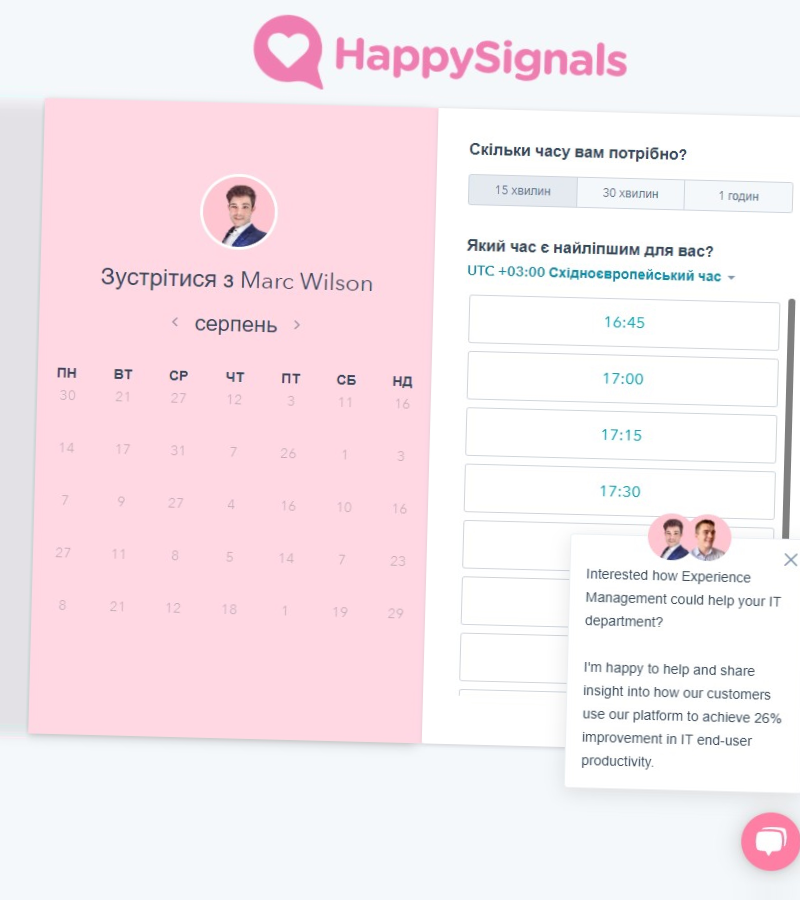 HappySignals
Зустрітися з Marc Wilson
серпень
ПН ВТ СР ЧТ ПТ СБ НД
30 21 27 12 3 11 16
14 17 31 7 26 1 3
7 9 27 4 16 10 16
27 11 8 5 14 7 23
8 21 12 18 1 19 29
Скільки часу вам потрібно?
15 хвилин 30 хвилин 1 годин
Який час є найліпшим для вас?
UTC +03:00 Східноєвропейський час
16:45
17:00
17:15
17:30
Interested how Experience
Management could help your IT
department?
I'm happy to help and share
insight into how our customers
use our platform to achieve 26%
improvement in IT end-user
productivity.